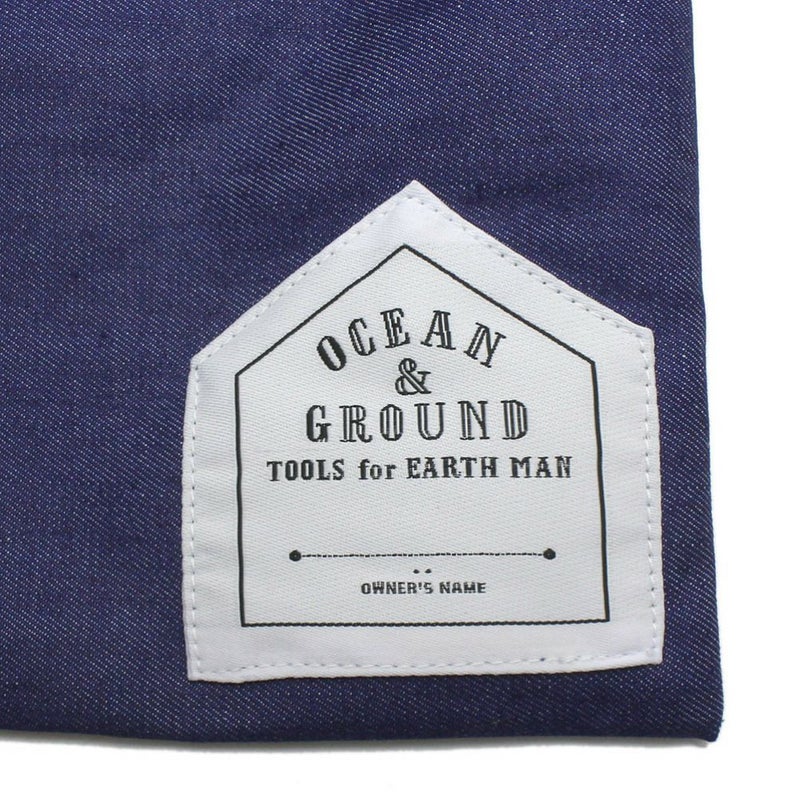 OCEAN
&
GROUND
TOOLS for EARTH MAN
OWNER'S NAME